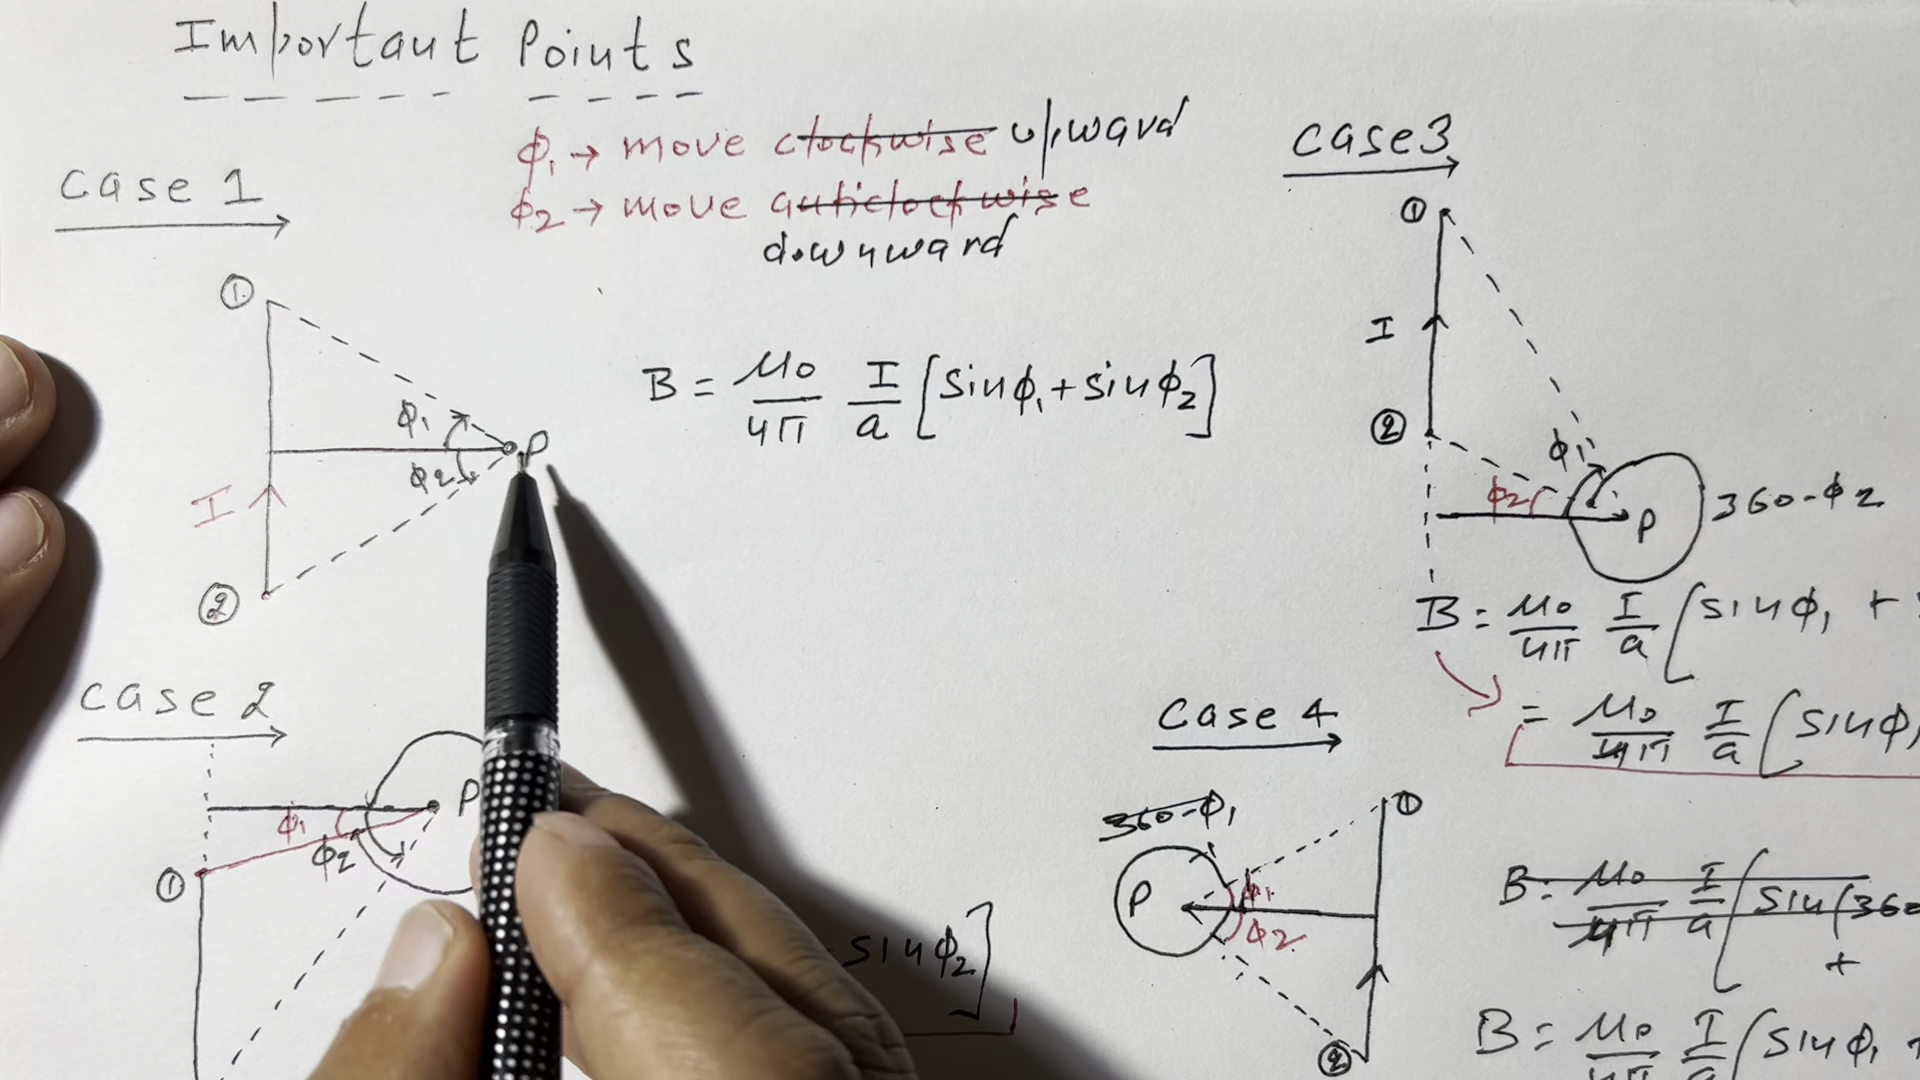 Important Points
ϕ₁ → move clockwise upward
ϕ₂ → move anticlockwise
downward
Case 1
①
ϕ₁
P
ϕ₂
I
②
B = μ₀/4π I/a [sinϕ₁ + sinϕ₂]
Case 2
P
ϕ₁
ϕ₂
①
sinϕ₂]
Case 3
①
I
②
ϕ₁
ϕ₂
P
360-ϕ₂
B = μ₀/4π I/a (sinϕ₁ +
= μ₀/4π I/a (sinϕ₁
Case 4
360-ϕ₁
①
P
ϕ₁
ϕ₂
②
B = μ₀/4π I/a (sin(360
+
B = μ₀/4π I/a (sinϕ₁